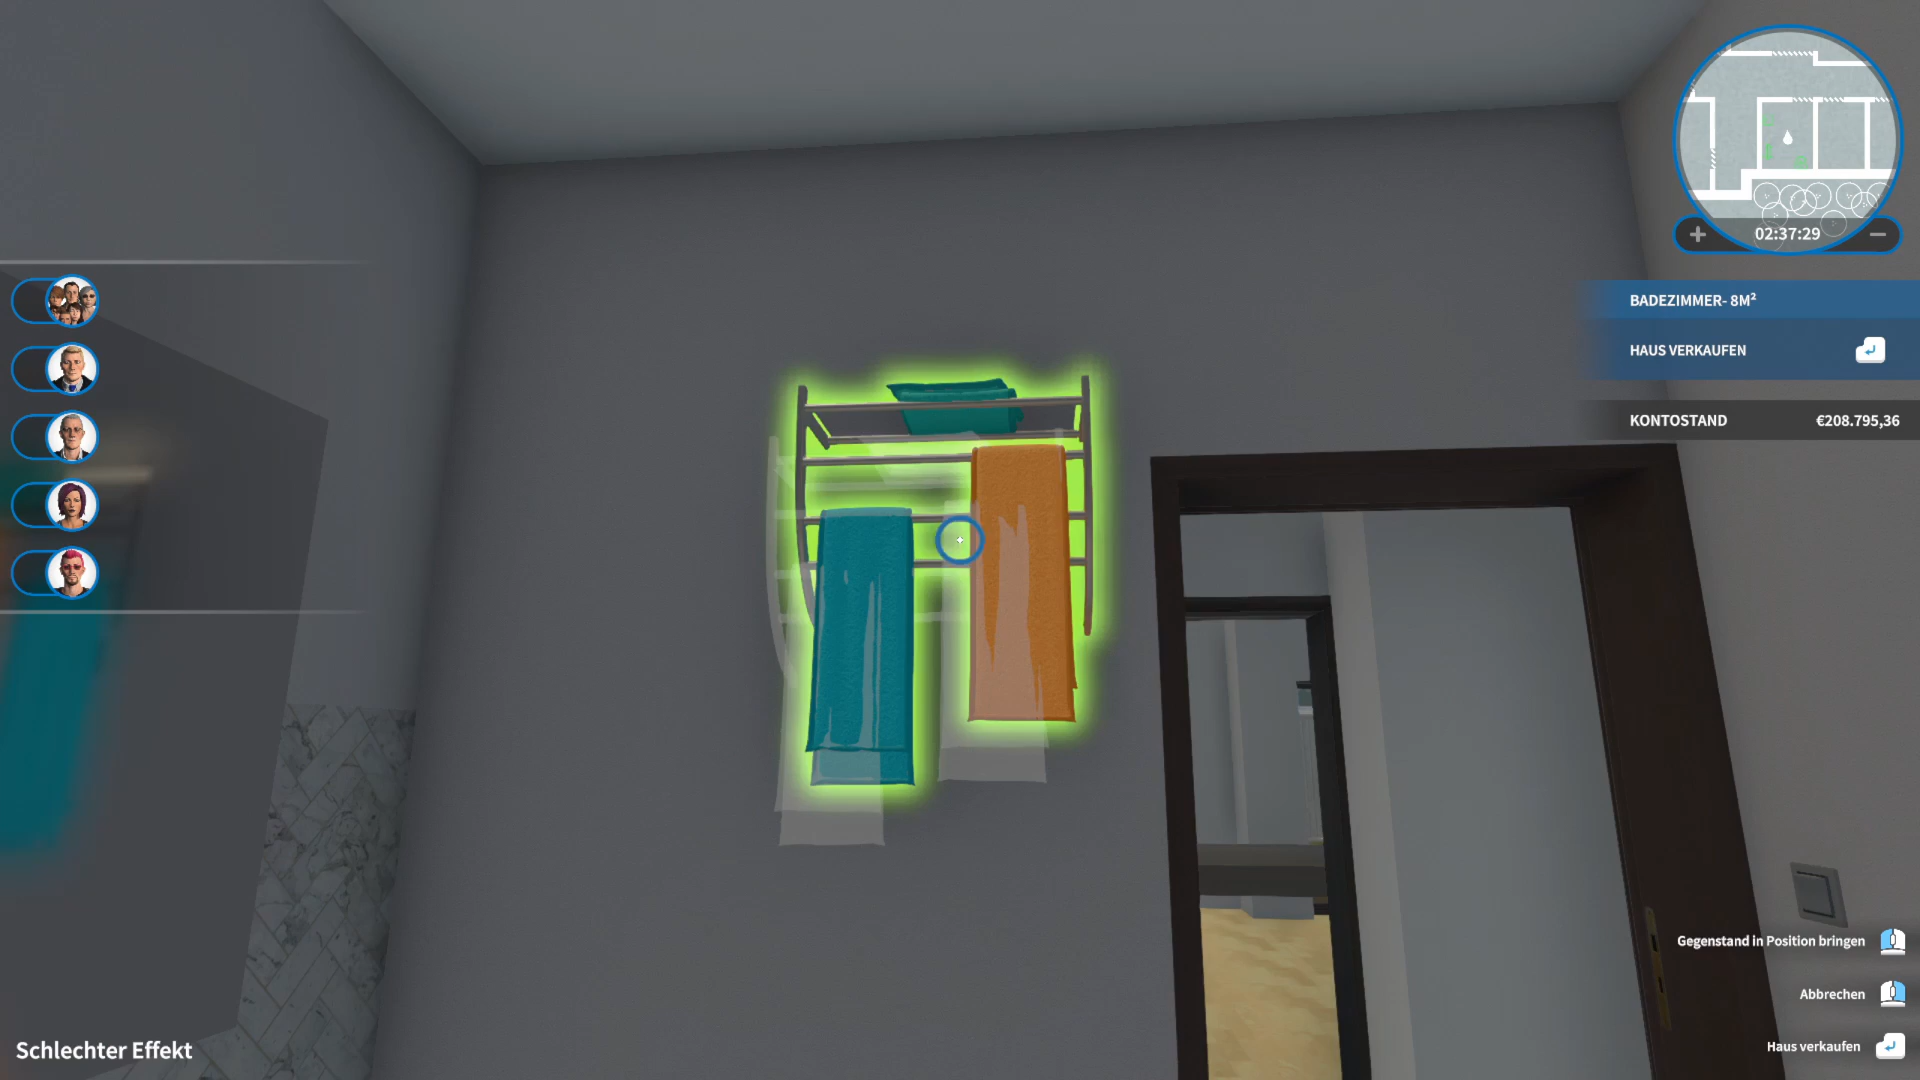 02:37:29
BADEZIMMER- 8M²
HAUS VERKAUFEN
KONTOSTAND €208.795,36
Gegenstand in Position bringen
Abbrechen
Schlechter Effekt
Haus verkaufen